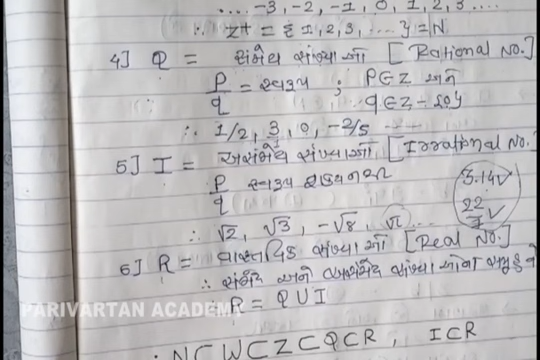 .... -3, -2, -1, 0, 1, 2, 3 ....
∴ Z+ = { 1, 2, 3, .... } = N
4] Q = સંમેય સંખ્યાઓ [Rational No.]
p/q = સ્વરૂપ ; P∈Z અને
q∈Z - {0}
∴ 1/2, 3, 0, -2/5 ....
5] I = અસંમેય સંખ્યાઓ [Irrational No.]
p/q સ્વરૂપ શક્ય નથી
3.14 ✓
22/7 ✓
∴ √2, √3, -√8, π ....
6] R = વાસ્તવિક સંખ્યાઓ [Real No.]
∴ સંમેય અને અસંમેય સંખ્યાઓના
R = Q U I
PARIVARTAN ACADEMY
∴ N⊂W⊂Z⊂Q⊂R, I⊂R